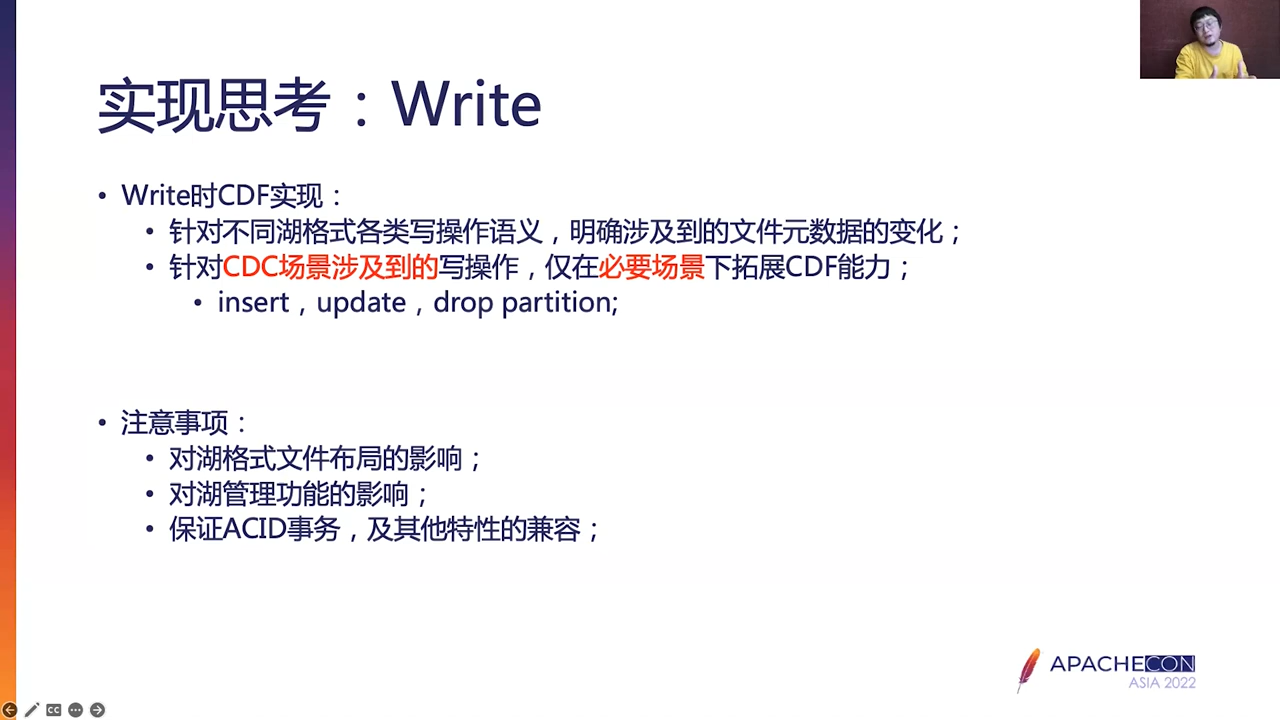 实现思考：Write
• Write时CDF实现：
• 针对不同湖格式各类写操作语义，明确涉及到的文件元数据的变化；
• 针对CDC场景涉及到的写操作，仅在必要场景下拓展CDF能力；
• insert，update，drop partition;
• 注意事项：
• 对湖格式文件布局的影响；
• 对湖管理功能的影响；
• 保证ACID事务，及其他特性的兼容；
APACHECON
ASIA 2022
CC